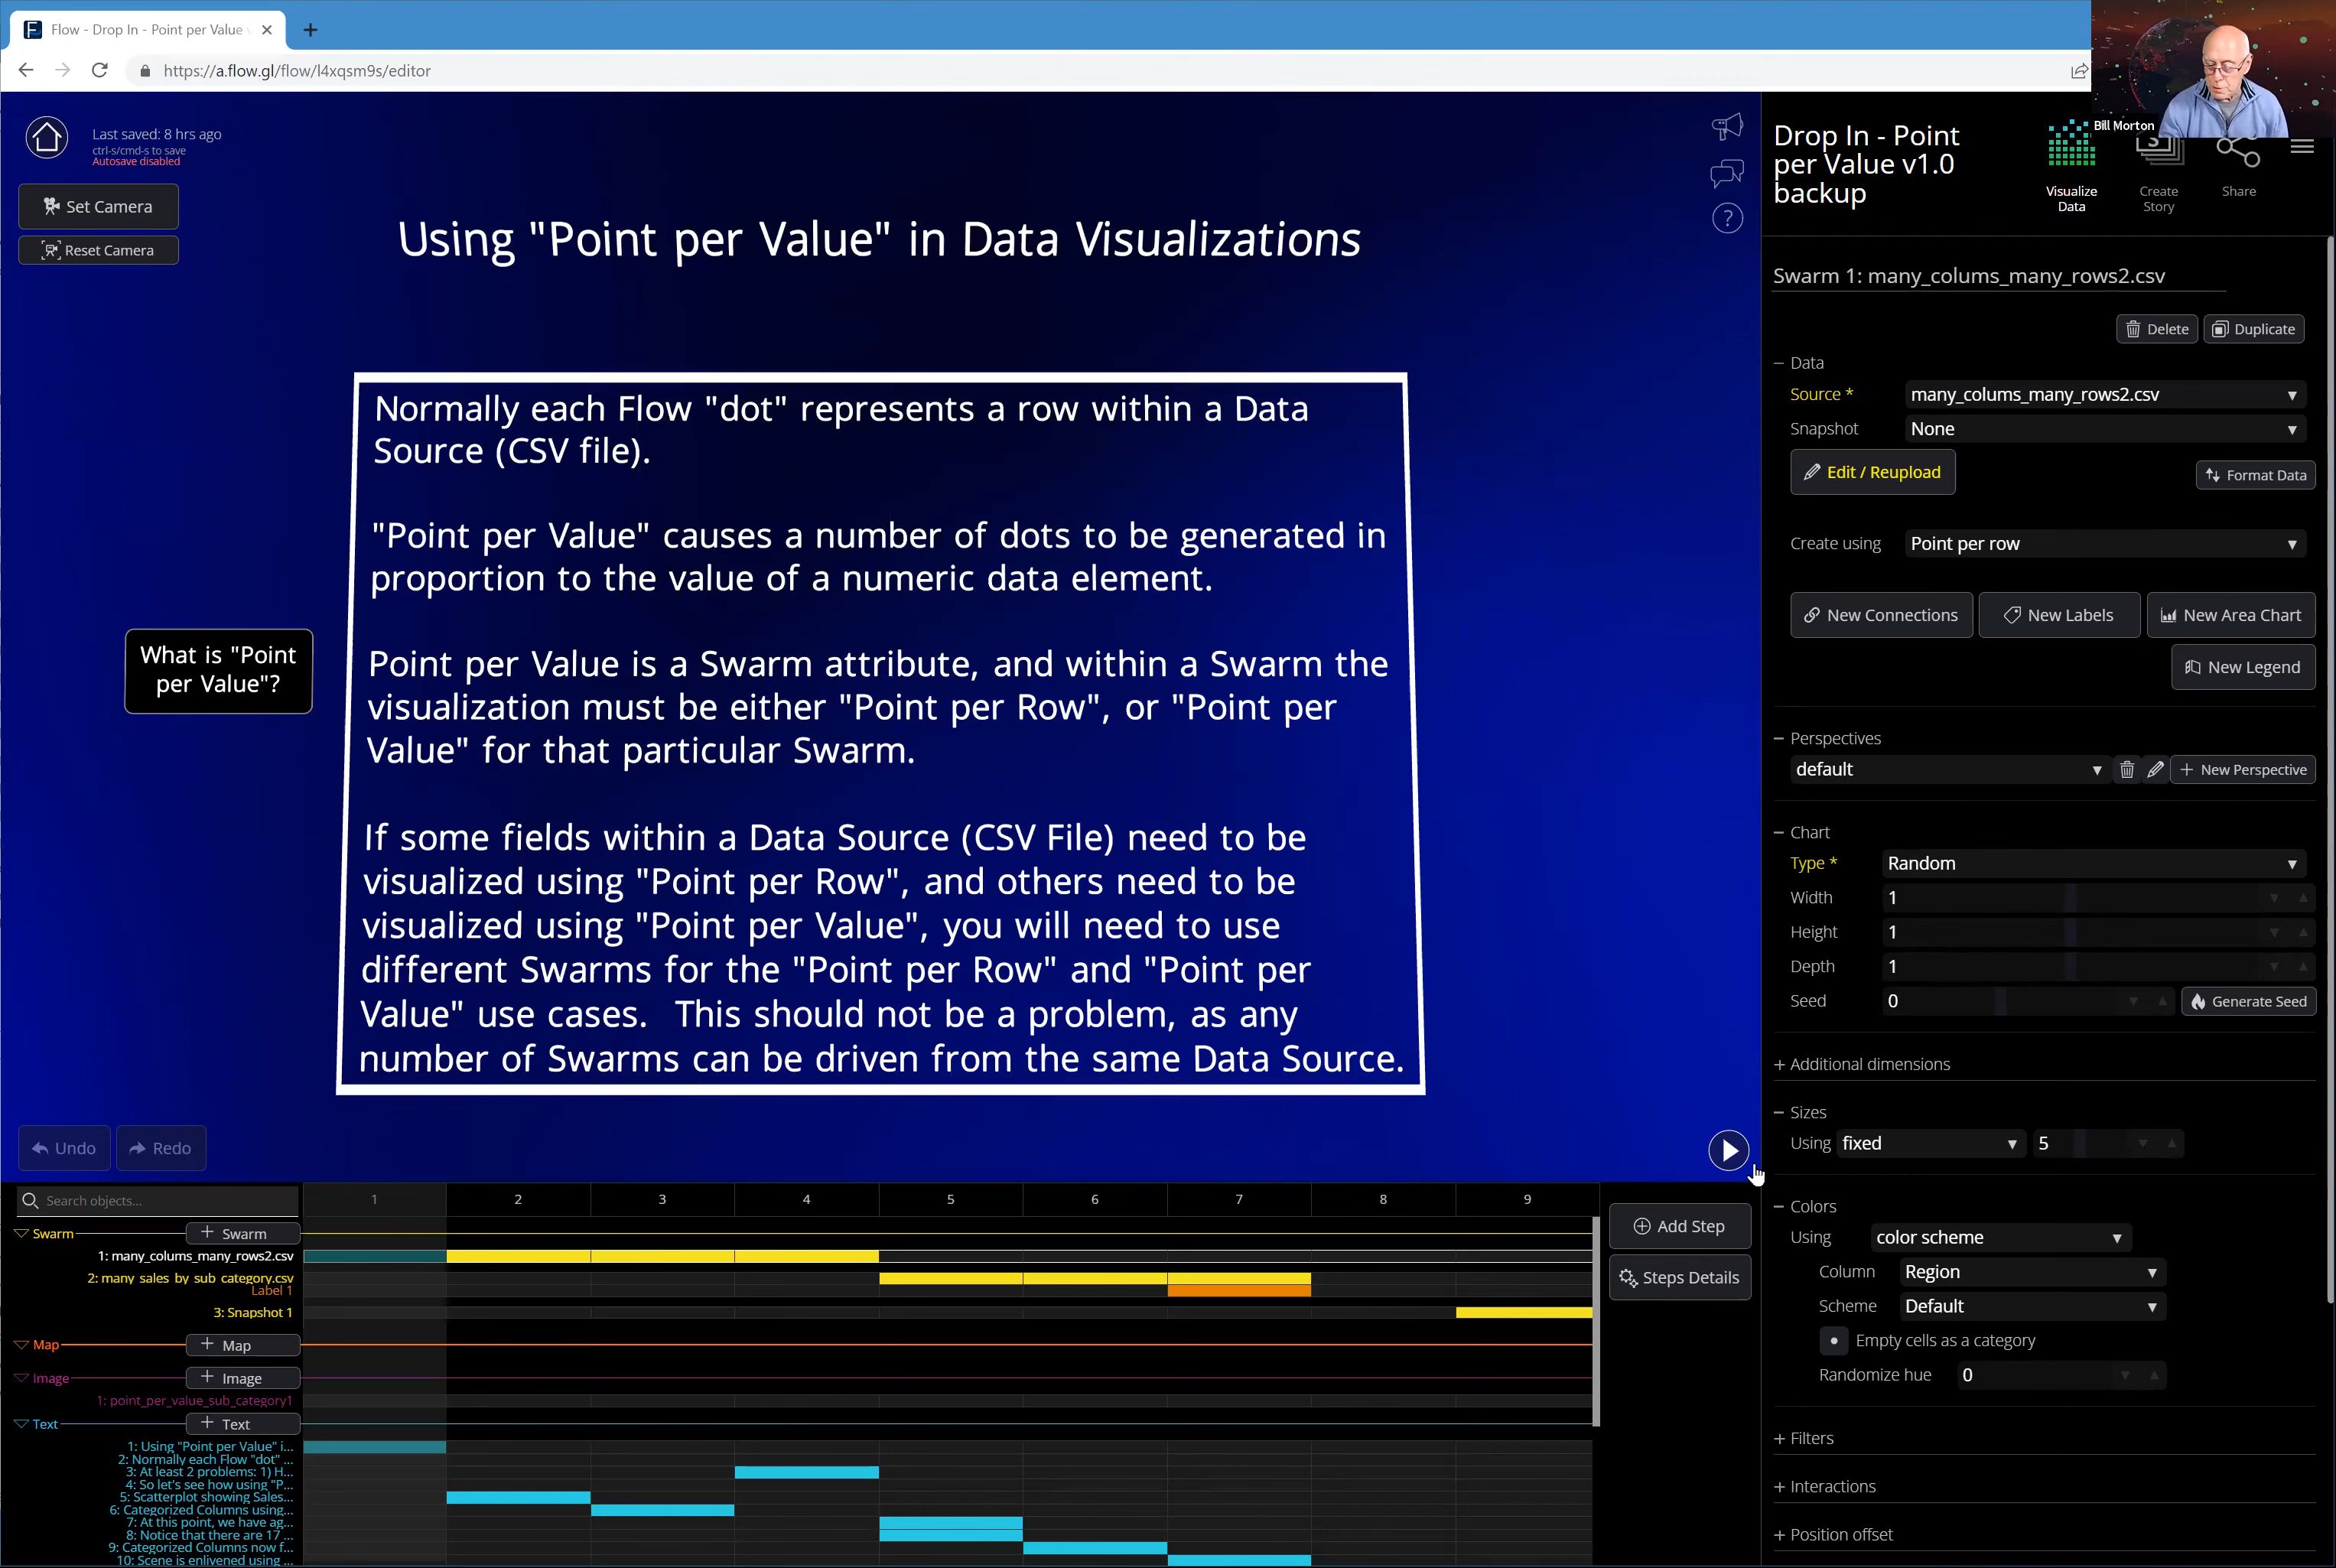 Flow - Drop In - Point per Value
https://a.flow.gl/flow/l4xqsm9s/editor
Bill Morton
Last saved: 8 hrs ago
ctrl-s/cmd-s to save
Autosave disabled
Set Camera
Reset Camera
Using "Point per Value" in Data Visualizations
What is "Point
per Value"?
Normally each Flow "dot" represents a row within a Data
Source (CSV file).
"Point per Value" causes a number of dots to be generated in
proportion to the value of a numeric data element.
Point per Value is a Swarm attribute, and within a Swarm the
visualization must be either "Point per Row", or "Point per
Value" for that particular Swarm.
If some fields within a Data Source (CSV File) need to be
visualized using "Point per Row", and others need to be
visualized using "Point per Value", you will need to use
different Swarms for the "Point per Row" and "Point per
Value" use cases.  This should not be a problem, as any
number of Swarms can be driven from the same Data Source.
Undo Redo
Drop In - Point
per Value v1.0
backup
Visualize
Data
Create
Story
Share
Swarm 1: many_colums_many_rows2.csv
Delete Duplicate
Data
Source * many_colums_many_rows2.csv
Snapshot None
Edit / Reupload Format Data
Create using Point per row
New Connections New Labels New Area Chart
New Legend
Perspectives
default + New Perspective
Chart
Type * Random
Width 1
Height 1
Depth 1
Seed 0 Generate Seed
+ Additional dimensions
Sizes
Using fixed 5
Colors
Using color scheme
Column Region
Scheme Default
Empty cells as a category
Randomize hue 0
+ Filters
+ Interactions
+ Position offset
Search objects... 1 2 3 4 5 6 7 8 9
Add Step
Steps Details
Swarm + Swarm
1: many_colums_many_rows2.csv
2: many sales by sub category.csv
Label 1
3: Snapshot 1
Map + Map
Image + Image
1: point_per_value_sub_category1
Text + Text
1: Using "Point per Value" i...
2: Normally each Flow "dot" ...
3: At least 2 problems: 1) H...
4: So let's see how using "P...
5: Scatterplot showing Sales...
6: Categorized Columns using...
7: At this point, we have ag...
8: Notice that there are 17 ...
9: Categorized Columns now f...
10: Scene is enlivened using ...